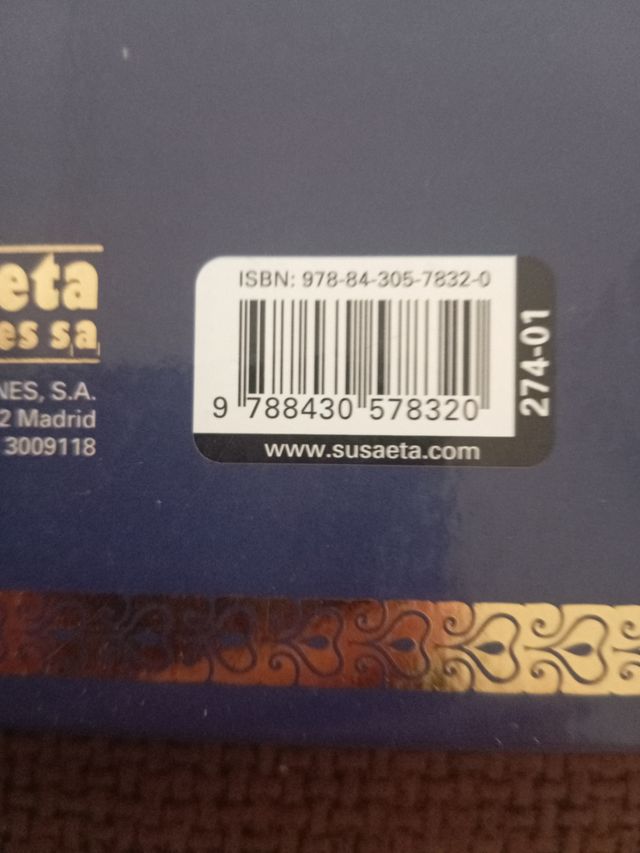 eta
es sa
NES, S.A.
2 Madrid
3009118
ISBN: 978-84-305-7832-0
9 788430 578320
274-01
www.susaeta.com